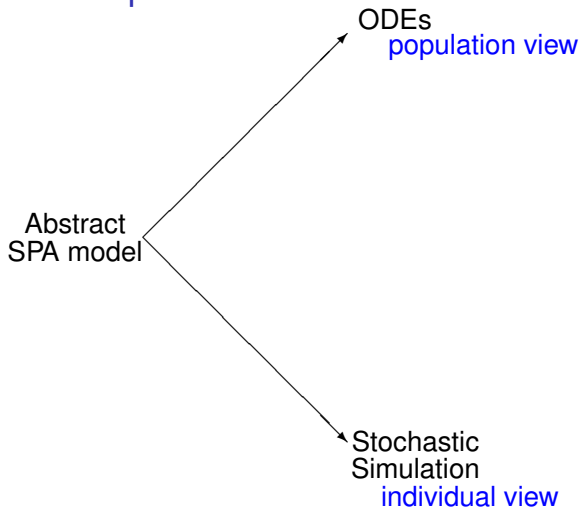 ODEs
population view
Abstract
SPA model
Stochastic
Simulation
individual view